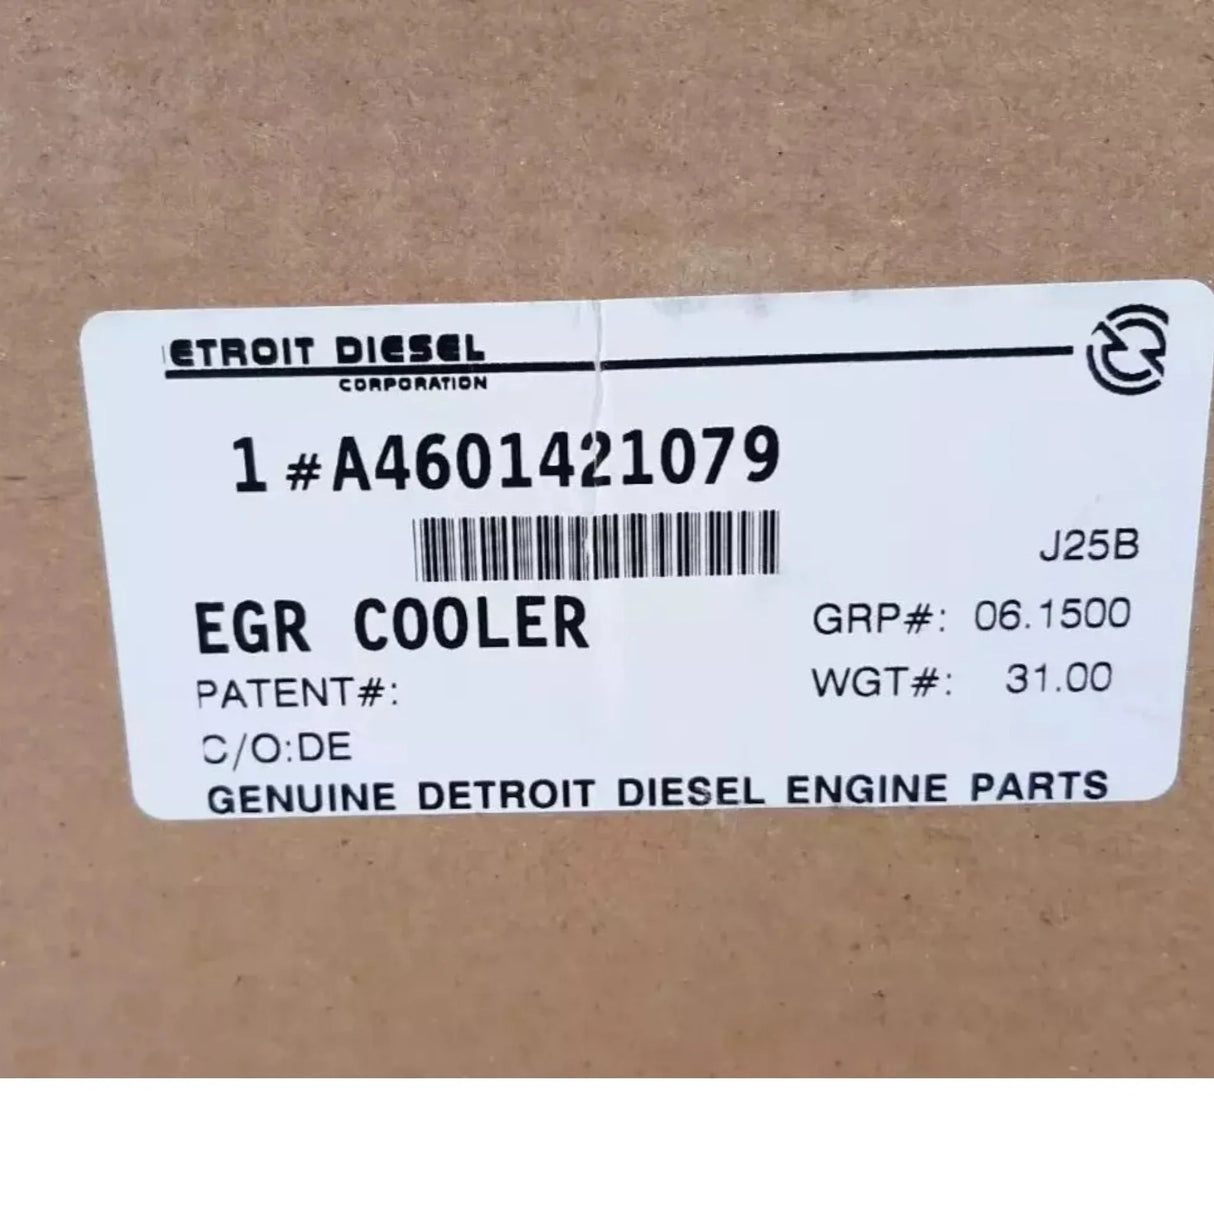 ETROIT DIESEL
CORPORATION
1 #A4601421079
J25B
EGR COOLER
GRP#: 06.1500
PATENT#:
WGT#: 31.00
C/O:DE
GENUINE DETROIT DIESEL ENGINE PARTS